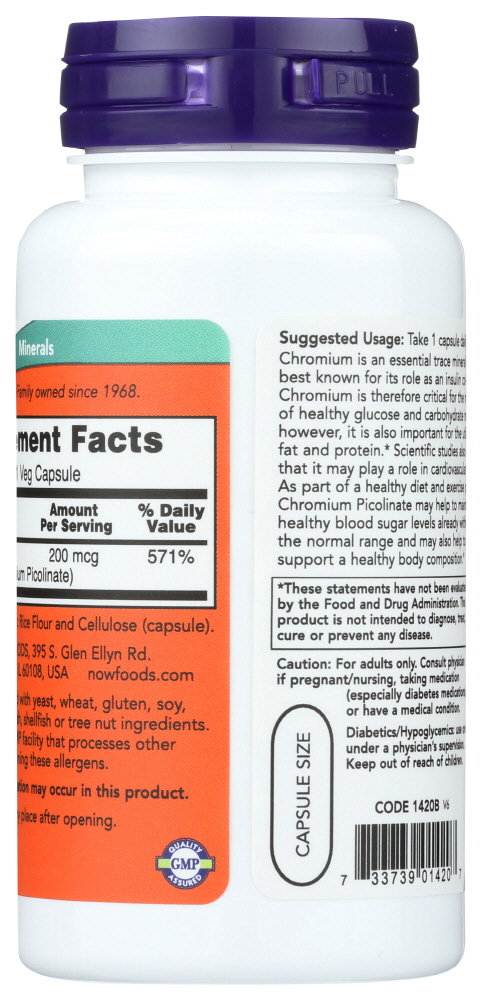 PULL
Minerals
Family owned since 1968.
ment Facts
Veg Capsule
Amount % Daily
Per Serving Value
200 mcg 571%
um Picolinate)
Rice Flour and Cellulose (capsule).
ODS, 395 S. Glen Ellyn Rd.
IL 60108, USA nowfoods.com
with yeast, wheat, gluten, soy,
shellfish or tree nut ingredients.
facility that processes other
ning these allergens.
may occur in this product.
place after opening.
QUALITY
GMP
ASSURED
Suggested Usage: Take 1 capsule
Chromium is an essential trace
best known for its role as an insulin
Chromium is therefore critical for the
of healthy glucose and carbohydrate
however, it is also important for the
fat and protein.* Scientific studies
that it may play a role in cardiovascu
As part of a healthy diet and exercise
Chromium Picolinate may help to
healthy blood sugar levels already
the normal range and may also help
support a healthy body composition.*
*These statements have not been
by the Food and Drug Administration.
product is not intended to diagnose, treat,
cure or prevent any disease.
Caution: For adults only. Consult
if pregnant/nursing, taking medication
(especially diabetes
or have a medical condition.
Diabetics/Hypoglycemics: use
under a physician's supervision.
Keep out of reach of children.
CAPSULE SIZE
CODE 1420B V6
7 33739 01420 7